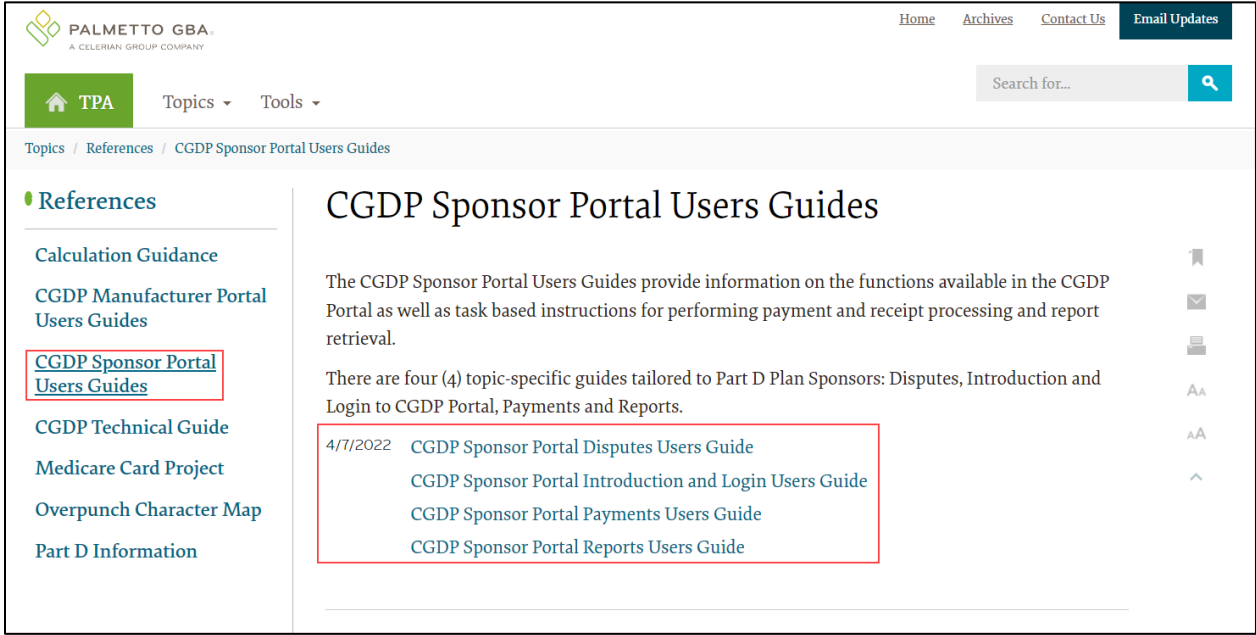 PALMETTO GBA®
A CELERIAN GROUP COMPANY
Home Archives Contact Us Email Updates
Search for...
TPA Topics Tools
Topics / References / CGDP Sponsor Portal Users Guides
References
Calculation Guidance
CGDP Manufacturer Portal
Users Guides
CGDP Sponsor Portal
Users Guides
CGDP Technical Guide
Medicare Card Project
Overpunch Character Map
Part D Information
CGDP Sponsor Portal Users Guides
The CGDP Sponsor Portal Users Guides provide information on the functions available in the CGDP
Portal as well as task based instructions for performing payment and receipt processing and report
retrieval.
There are four (4) topic-specific guides tailored to Part D Plan Sponsors: Disputes, Introduction and
Login to CGDP Portal, Payments and Reports.
4/7/2022 CGDP Sponsor Portal Disputes Users Guide
CGDP Sponsor Portal Introduction and Login Users Guide
CGDP Sponsor Portal Payments Users Guide
CGDP Sponsor Portal Reports Users Guide
AA
AA